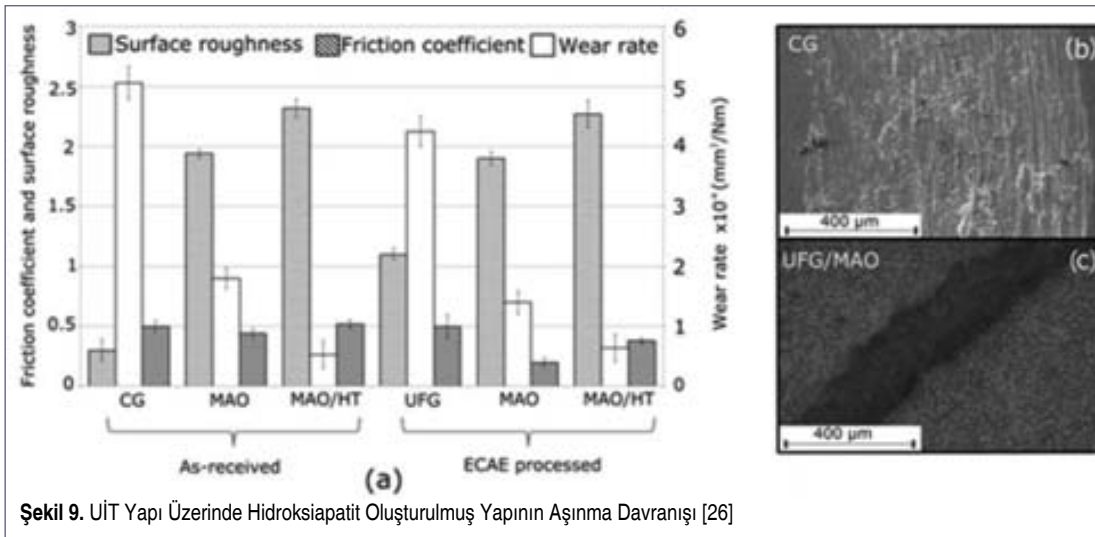 Surface roughness Friction coefficient Wear rate
Friction coefficient and surface roughness
3
2.5
2
1.5
1
0.5
0
6
5
4
3
2
1
0
Wear rate (mm³/Nm)
CG MAO MAO/HT UFG MAO MAO/HT
As-received ECAE processed
(a)
CG (b)
400 µm
UFG/MAO (c)
400 µm
Şekil 9. UİT Yapı Üzerinde Hidroksiapatit Oluşturulmuş Yapının Aşınma Davranışı [26]